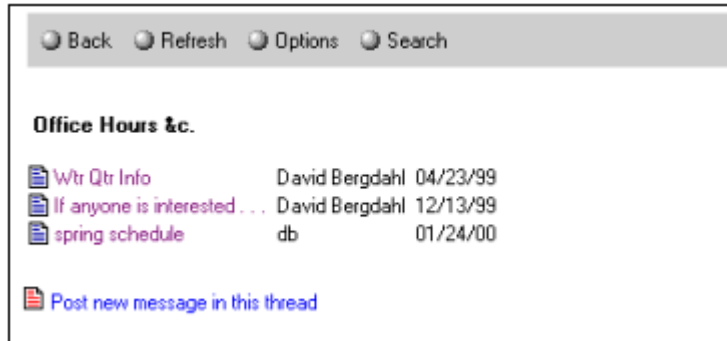 Back Refresh Options Search
Office Hours &c.
Wtr Qtr Info David Bergdahl 04/23/99
If anyone is interested . . . David Bergdahl 12/13/99
spring schedule db 01/24/00
Post new message in this thread